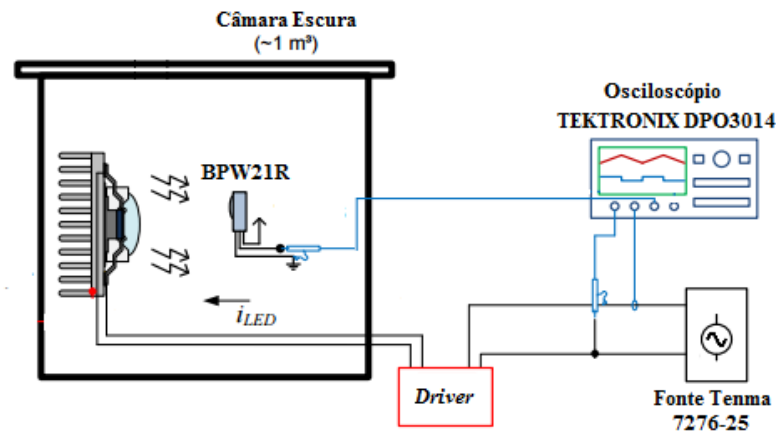 Câmara Escura
(~1 m³)
Osciloscópio
TEKTRONIX DPO3014
BPW21R
iLED
Driver
Fonte Tenma
7276-25